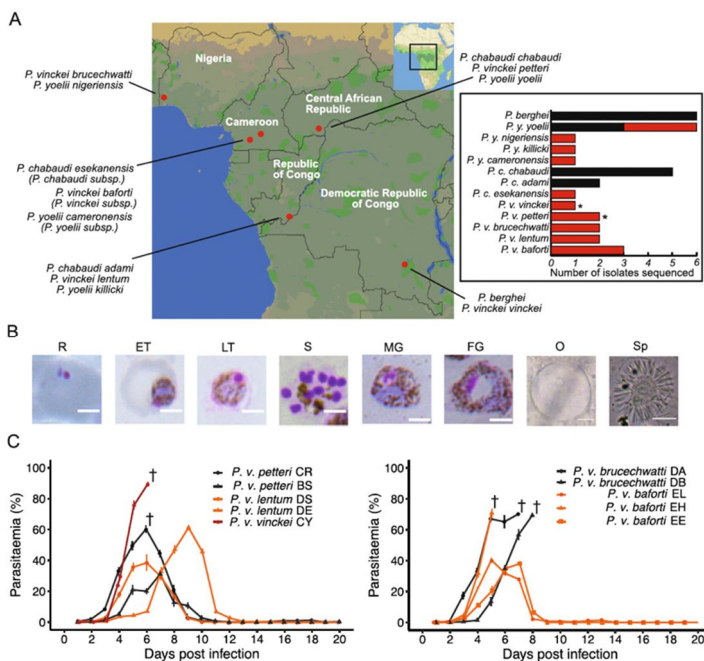 A
Nigeria
P. vinckei brucechwatti
P. yoelii nigeriensis
P. chabaudi chabaudi
P. vinckei petteri
P. yoelii yoelii
Central African
Republic
Cameroon
P. chabaudi esekanensis
(P. chabaudi subsp.)
P. vinckei baforti
(P. vinckei subsp.)
P. yoelii cameronensis
(P. yoelii subsp.)
Republic
of Congo
Democratic Republic
of Congo
P. chabaudi adami
P. vinckei lentum
P. yoelii killicki
P. berghei
P. vinckei vinckei
P. berghei
P. y. yoelii
P. y. nigeriensis
P. y. killicki
P. y. cameronensis
P. c. chabaudi
P. c. adami
P. c. esekanensis
P. v. vinckei *
P. v. petteri *
P. v. brucechwatti
P. v. lentum
P. v. baforti
0 1 2 3 4 5 6
Number of isolates sequenced
B
R ET LT S MG FG O Sp
C
Parasitaemia (%)
100
80
60
40
20
0
† †
P. v. petteri CR
P. v. petteri BS
P. v. lentum DS
P. v. lentum DE
P. v. vinckei CY
0 2 4 6 8 10 12 14 16 18 20
Days post infection
Parasitaemia (%)
100
80
60
40
20
0
† † †
P. v. brucechwatti DA
P. v. brucechwatti DB
P. v. baforti EL
P. v. baforti EH
P. v. baforti EE
0 2 4 6 8 10 12 14 16 18 20
Days post infection